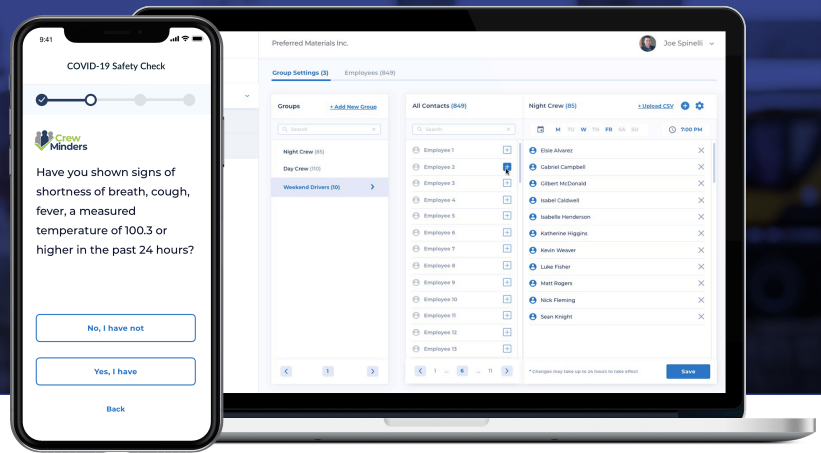 9:41
COVID-19 Safety Check
Crew
Minders
Have you shown signs of
shortness of breath, cough,
fever, a measured
temperature of 100.3 or
higher in the past 24 hours?
No, I have not
Yes, I have
Back
Preferred Materials Inc.
Joe Spinelli
Group Settings (3) Employees (849)
Groups + Add New Group
Search
Night Crew (85)
Day Crew (110)
Weekend Drivers (10)
1
All Contacts (849)
Search
Employee 1
Employee 2
Employee 3
Employee 4
Employee 5
Employee 6
Employee 7
Employee 8
Employee 9
Employee 10
Employee 11
Employee 12
Employee 13
1 ... 6 ... 11
Night Crew (85) + Upload CSV
M TU W TH FR SA SU 7:00 PM
Elsie Alvarez
Gabriel Campbell
Gilbert McDonald
Isabel Caldwell
Isabelle Henderson
Katherine Higgins
Kevin Weaver
Luke Fisher
Matt Rogers
Nick Fleming
Sean Knight
* Changes may take up to 24 hours to take effect
Save